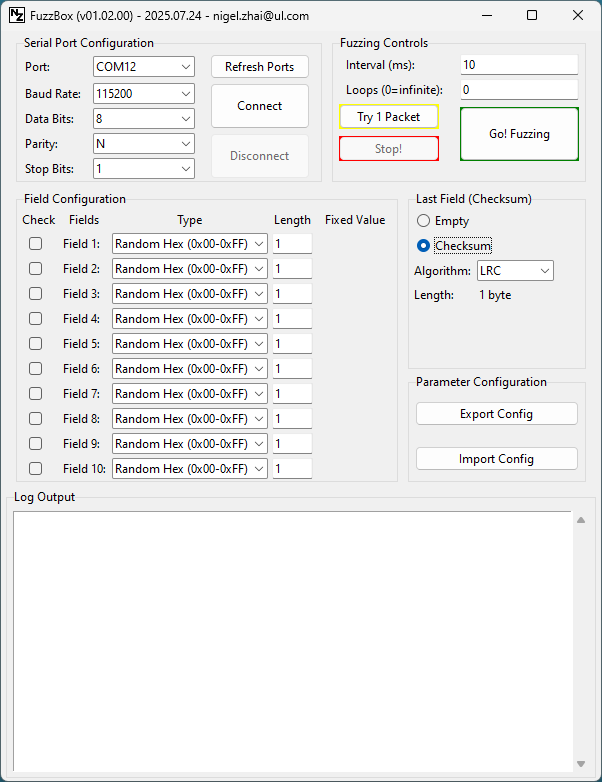 NZ FuzzBox (v01.02.00) - 2025.07.24 - nigel.zhai@ul.com
Serial Port Configuration
Port: COM12 Refresh Ports
Baud Rate: 115200 Connect
Data Bits: 8
Parity: N Disconnect
Stop Bits: 1
Fuzzing Controls
Interval (ms): 10
Loops (0=infinite): 0
Try 1 Packet Go! Fuzzing
Stop!
Field Configuration
Check Fields Type Length Fixed Value
Field 1: Random Hex (0x00-0xFF) 1
Field 2: Random Hex (0x00-0xFF) 1
Field 3: Random Hex (0x00-0xFF) 1
Field 4: Random Hex (0x00-0xFF) 1
Field 5: Random Hex (0x00-0xFF) 1
Field 6: Random Hex (0x00-0xFF) 1
Field 7: Random Hex (0x00-0xFF) 1
Field 8: Random Hex (0x00-0xFF) 1
Field 9: Random Hex (0x00-0xFF) 1
Field 10: Random Hex (0x00-0xFF) 1
Last Field (Checksum)
Empty
Checksum
Algorithm: LRC
Length: 1 byte
Parameter Configuration
Export Config
Import Config
Log Output